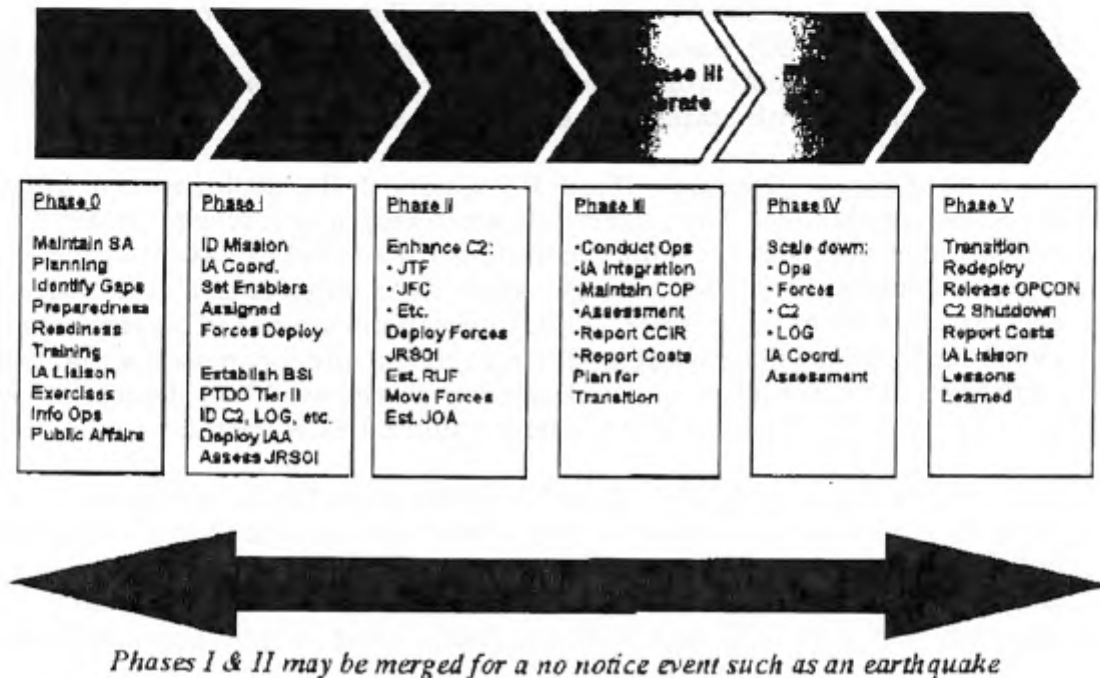 Phase III
Phase 0
Maintain SA
Planning
Identify Gaps
Preparedness
Readiness
Training
IA Liaison
Exercises
Info Ops
Public Affairs
Phase I
ID Mission
IA Coord.
Set Enablers
Assigned
Forces Deploy
Establish BSI
PTDO Tier II
ID C2, LOG, etc.
Deploy IAA
Assess JRSOI
Phase II
Enhance C2:
• JTF
• JFC
• Etc.
Deploy Forces
JRSOI
Est. RUF
Move Forces
Est. JOA
Phase III
•Conduct Ops
•IA Integration
•Maintain COP
•Assessment
•Report CCIR
•Report Costs
Plan for
Transition
Phase IV
Scale down:
• Ops
• Forces
• C2
• LOG
IA Coord.
Assessment
Phase V
Transition
Redeploy
Release OPCON
C2 Shutdown
Report Costs
IA Liaison
Lessons
Learned
Phases I & II may be merged for a no notice event such as an earthquake